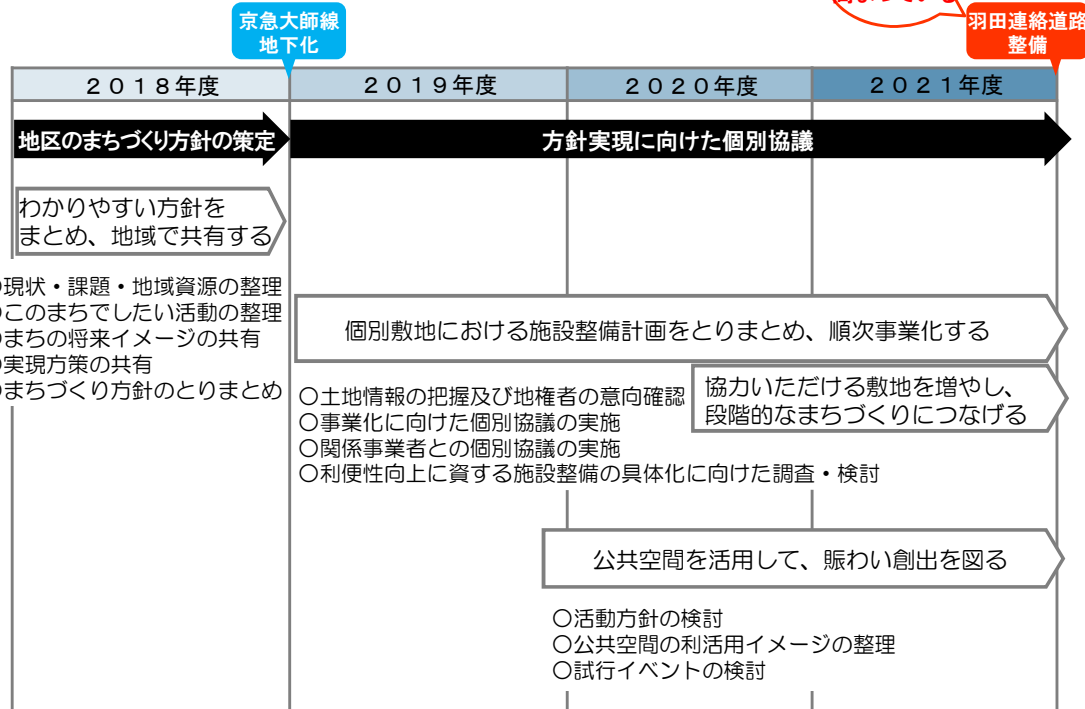 京急大師線
地下化
羽田連絡道路
整備
２０１８年度
２０１９年度
２０２０年度
２０２１年度
地区のまちづくり方針の策定
方針実現に向けた個別協議
わかりやすい方針を
まとめ、地域で共有する
○現状・課題・地域資源の整理
○このまちでしたい活動の整理
○まちの将来イメージの共有
○実現方策の共有
○まちづくり方針のとりまとめ
個別敷地における施設整備計画をとりまとめ、順次事業化する
協力いただける敷地を増やし、
段階的なまちづくりにつなげる
○土地情報の把握及び地権者の意向確認
○事業化に向けた個別協議の実施
○関係事業者との個別協議の実施
○利便性向上に資する施設整備の具体化に向けた調査・検討
公共空間を活用して、賑わい創出を図る
○活動方針の検討
○公共空間の利活用イメージの整理
○試行イベントの検討